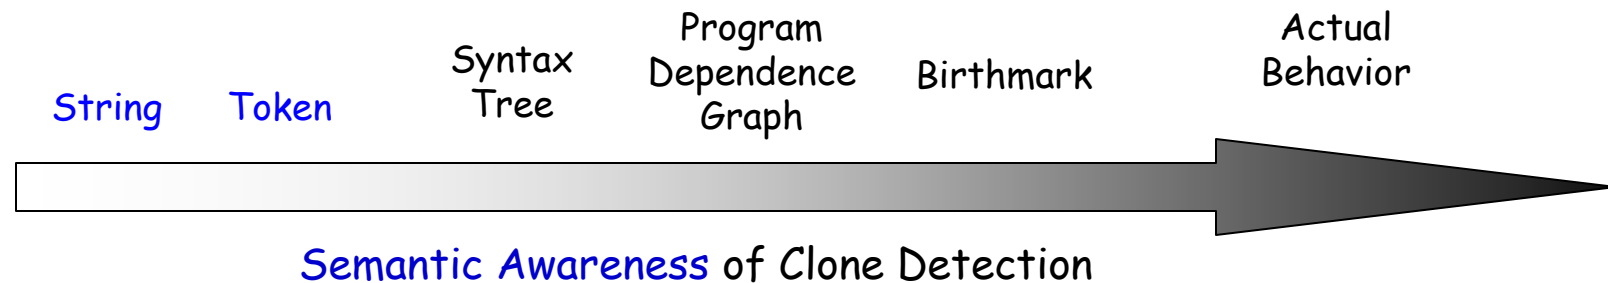 String
Token
Syntax
Tree
Program
Dependence
Graph
Birthmark
Actual
Behavior
Semantic Awareness of Clone Detection